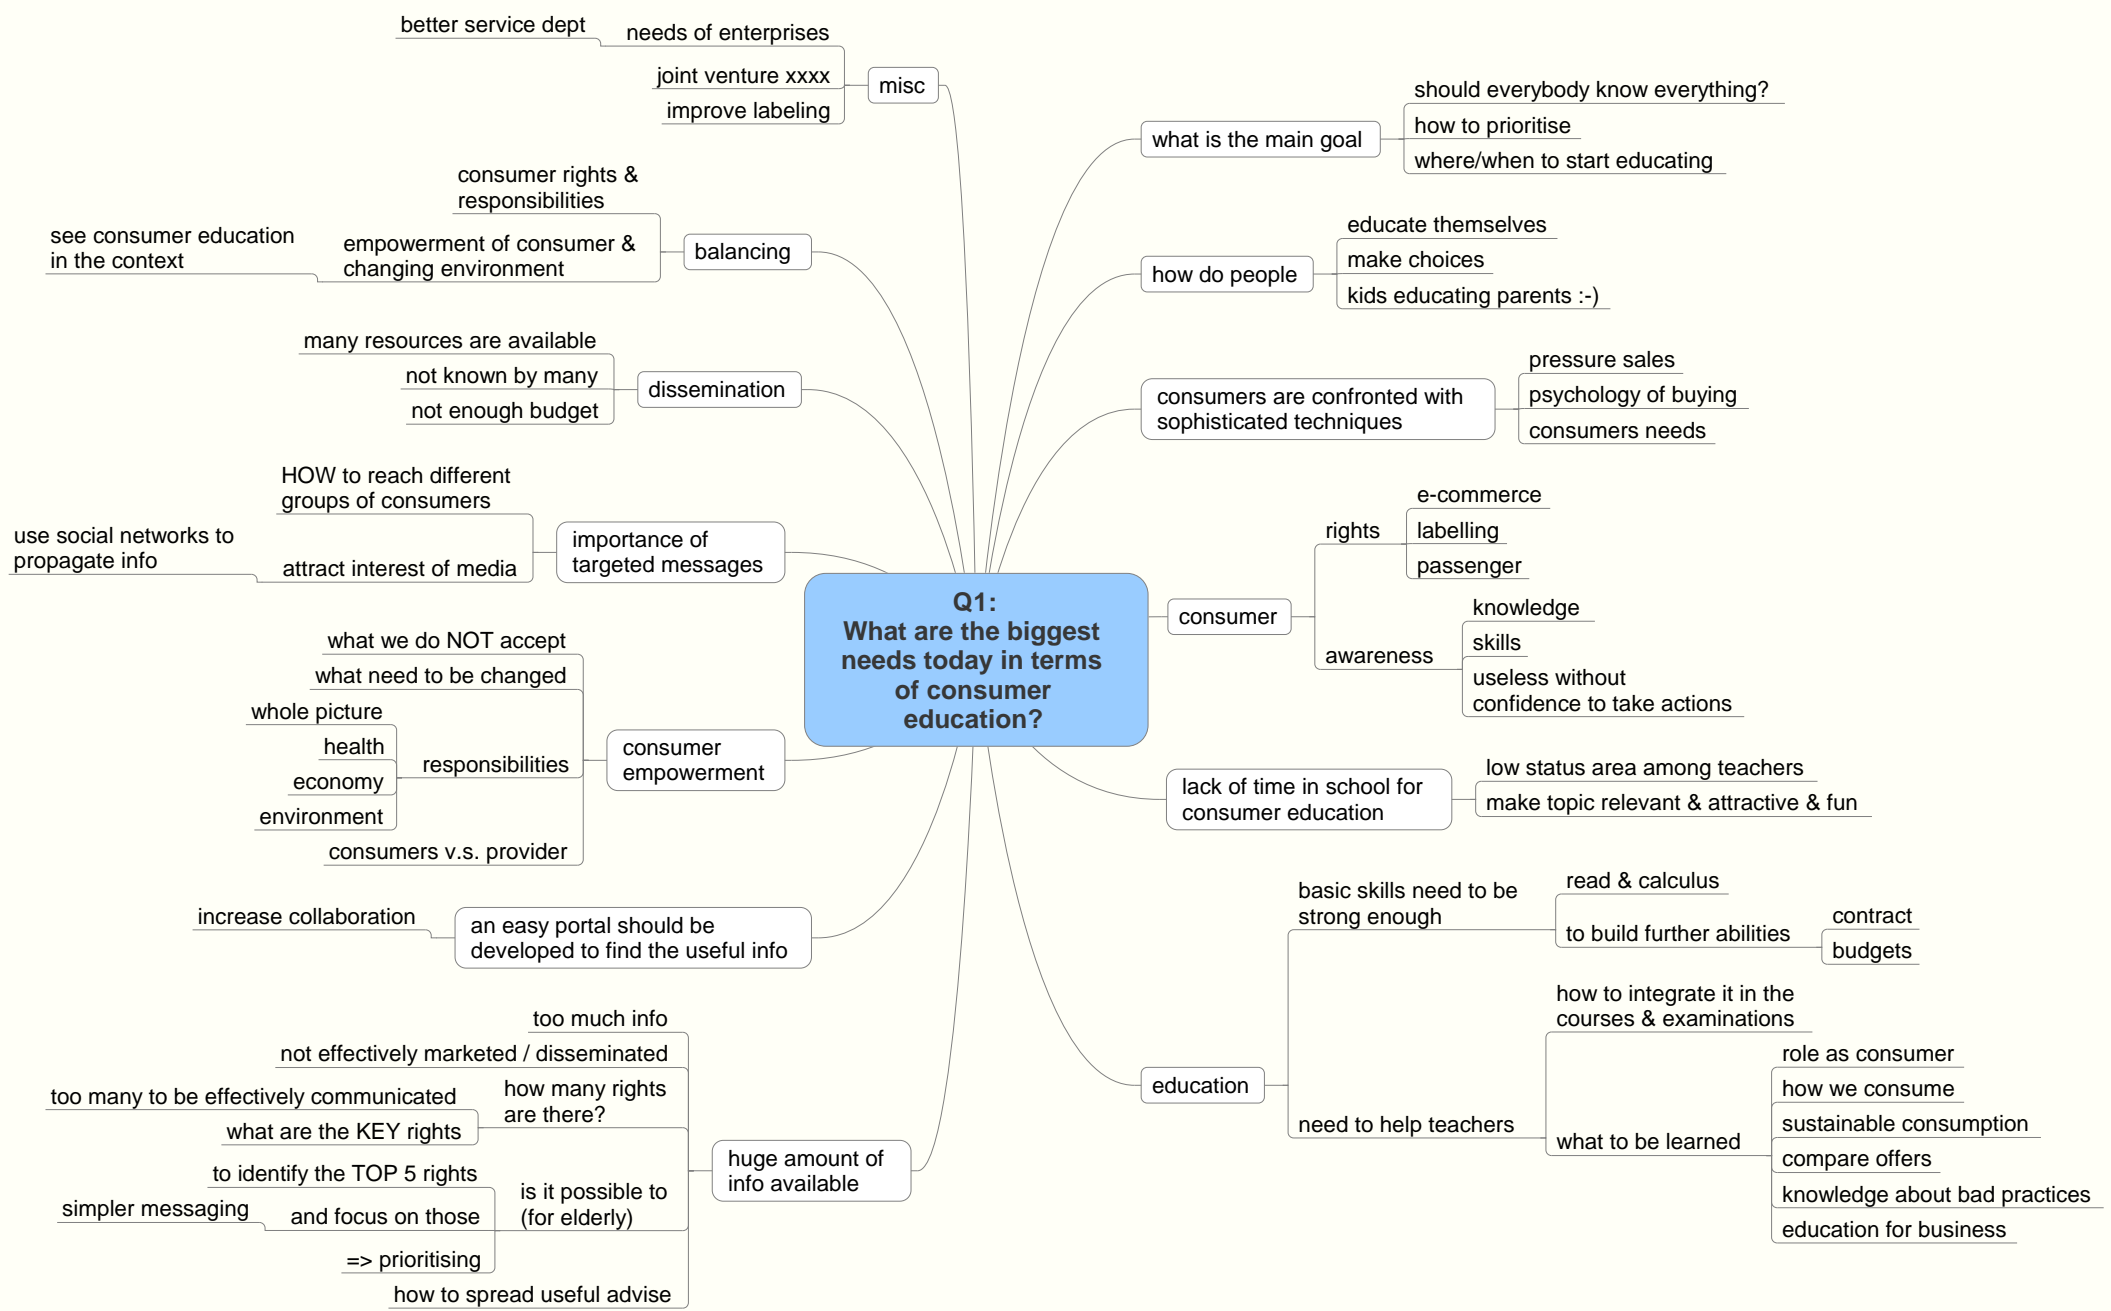 Q1:
What are the biggest
needs today in terms
of consumer
education?
what is the main goal
should everybody know everything?
how to prioritise
where/when to start educating
how do people
educate themselves
make choices
kids educating parents :-)
consumers are confronted with
sophisticated techniques
pressure sales
psychology of buying
consumers needs
consumer
rights
e-commerce
labelling
passenger
awareness
knowledge
skills
useless without
confidence to take actions
lack of time in school for
consumer education
low status area among teachers
make topic relevant & attractive & fun
education
basic skills need to be
strong enough
read & calculus
to build further abilities
contract
budgets
need to help teachers
how to integrate it in the
courses & examinations
what to be learned
role as consumer
how we consume
sustainable consumption
compare offers
knowledge about bad practices
education for business
misc
needs of enterprises
better service dept
joint venture xxxx
improve labeling
balancing
consumer rights &
responsibilities
empowerment of consumer &
changing environment
see consumer education
in the context
dissemination
many resources are available
not known by many
not enough budget
importance of
targeted messages
HOW to reach different
groups of consumers
attract interest of media
use social networks to
propagate info
consumer
empowerment
what we do NOT accept
what need to be changed
responsibilities
whole picture
health
economy
environment
consumers v.s. provider
an easy portal should be
developed to find the useful info
increase collaboration
huge amount of
info available
too much info
not effectively marketed / disseminated
how many rights
are there?
too many to be effectively communicated
what are the KEY rights
is it possible to
(for elderly)
to identify the TOP 5 rights
and focus on those
simpler messaging
=> prioritising
how to spread useful advise